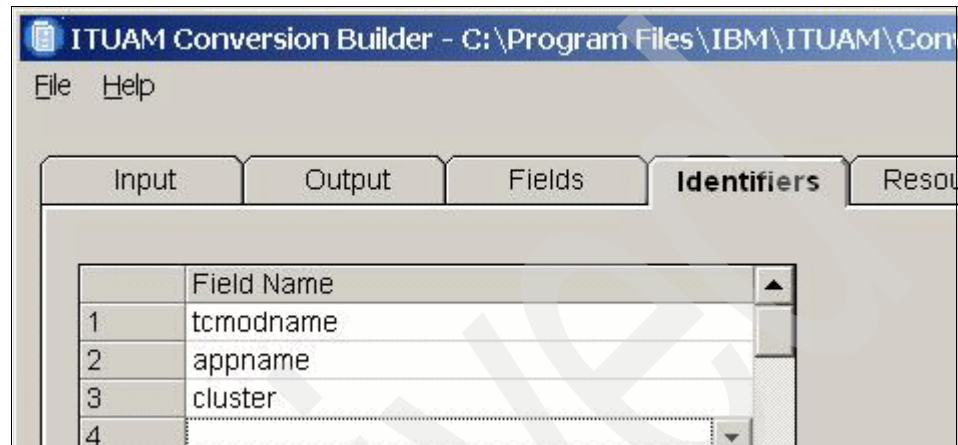 ITUAM Conversion Builder - C:\Program Files\IBM\ITUAM\Con
File Help
Input Output Fields Identifiers Resou
Field Name
1 tcmodname
2 appname
3 cluster
4